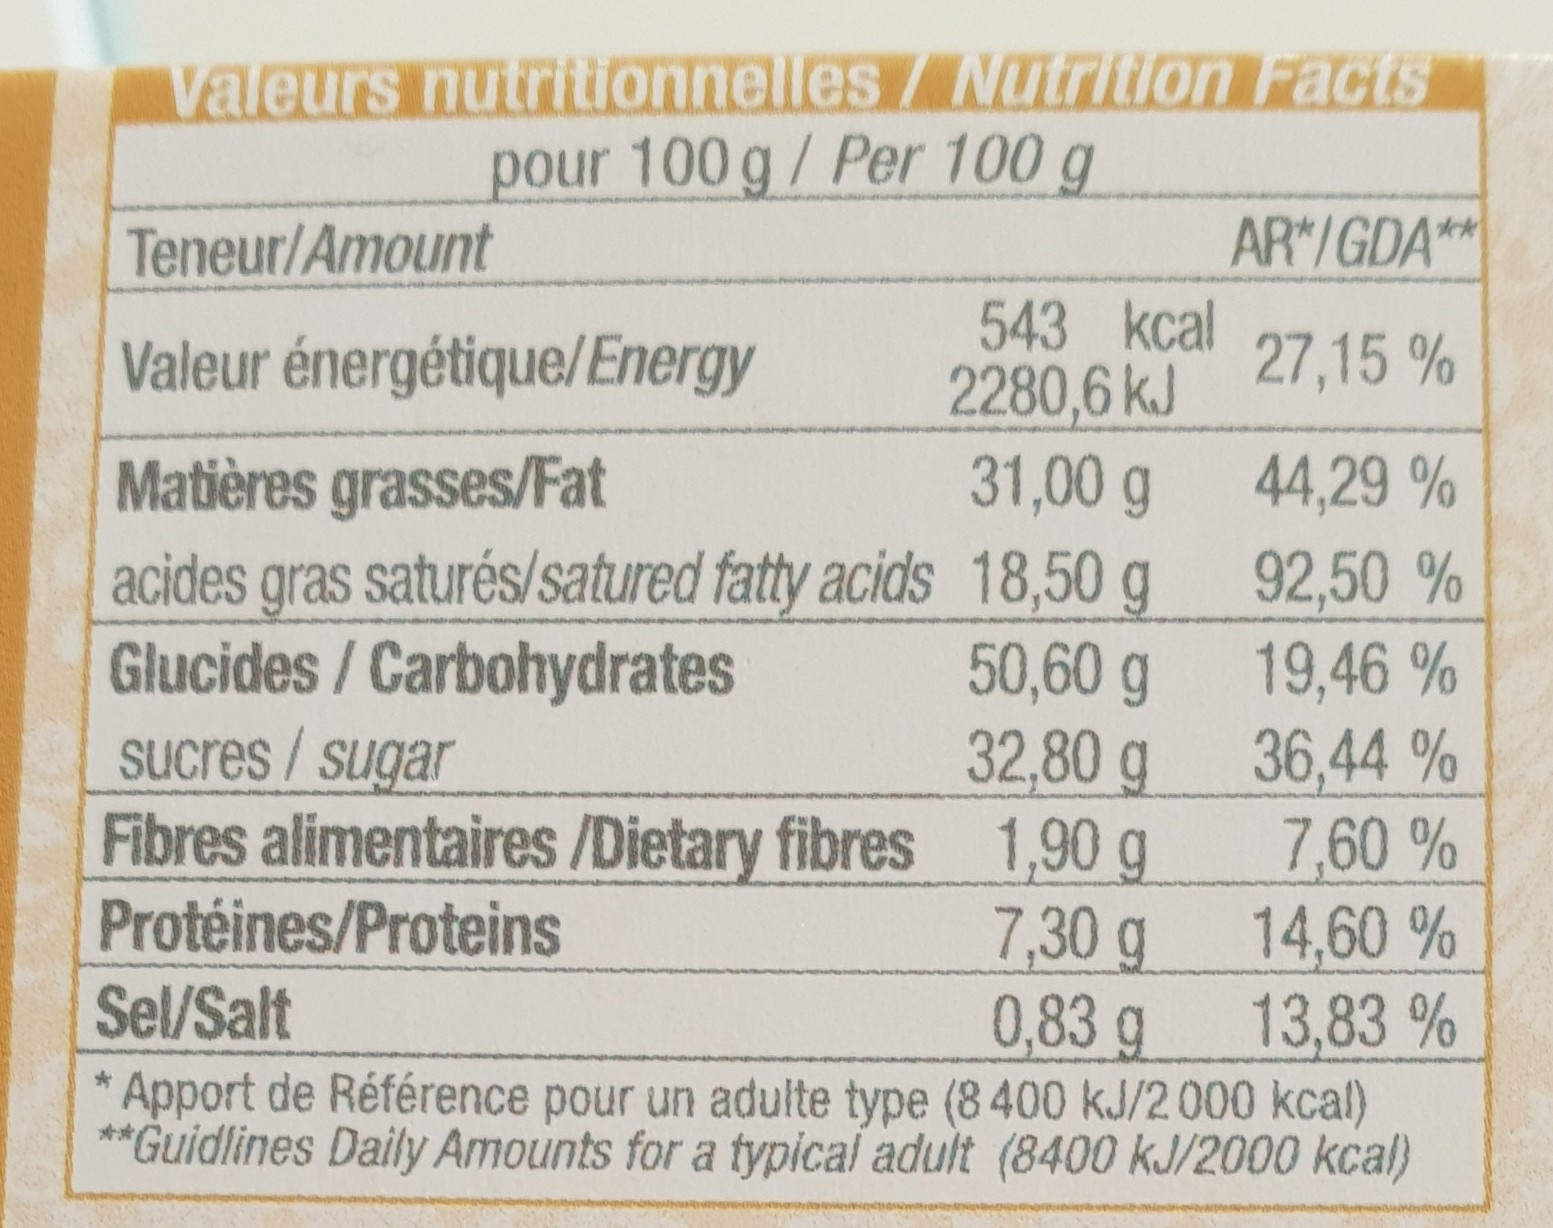 Valeurs nutritionnelles / Nutrition Facts
pour 100 g / Per 100 g
Teneur/Amount AR*/GDA**
Valeur énergétique/Energy 543 kcal 2280,6 kJ 27,15 %
Matières grasses/Fat 31,00 g 44,29 %
acides gras saturés/satured fatty acids 18,50 g 92,50 %
Glucides / Carbohydrates 50,60 g 19,46 %
sucres / sugar 32,80 g 36,44 %
Fibres alimentaires /Dietary fibres 1,90 g 7,60 %
Protéines/Proteins 7,30 g 14,60 %
Sel/Salt 0,83 g 13,83 %
* Apport de Référence pour un adulte type (8 400 kJ/2 000 kcal)
**Guidlines Daily Amounts for a typical adult (8400 kJ/2000 kcal)